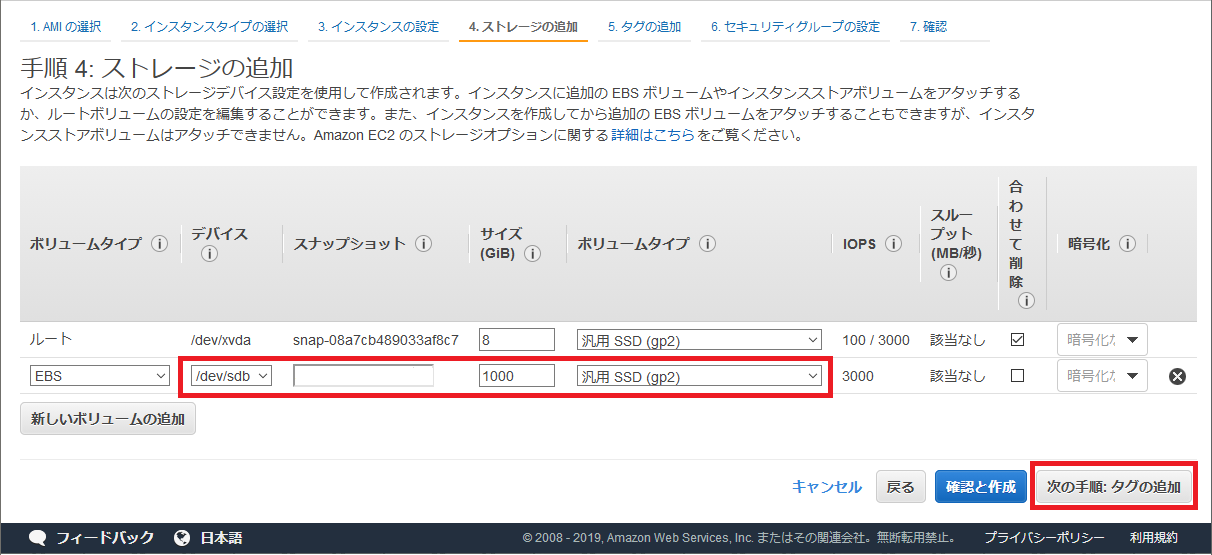 1. AMI の選択 2. インスタンスタイプの選択 3. インスタンスの設定 4. ストレージの追加 5. タグの追加 6. セキュリティグループの設定 7. 確認
手順 4: ストレージの追加
インスタンスは次のストレージデバイス設定を使用して作成されます。インスタンスに追加の EBS ボリュームやインスタンスストアボリュームをアタッチする
か、ルートボリュームの設定を編集することができます。また、インスタンスを作成してから追加の EBS ボリュームをアタッチすることもできますが、インスタ
ンスストアボリュームはアタッチできません。Amazon EC2 のストレージオプションに関する 詳細はこちら をご覧ください。
ボリュームタイプ i デバイス i スナップショット i サイズ (GiB) i ボリュームタイプ i IOPS i スループット (MB/秒) i 合わせて削除 i 暗号化 i
ルート /dev/xvda snap-08a7cb489033af8c7 8 汎用 SSD (gp2) 100 / 3000 該当なし 暗号化な
EBS /dev/sdb 1000 汎用 SSD (gp2) 3000 該当なし 暗号化な
新しいボリュームの追加
キャンセル 戻る 確認と作成 次の手順: タグの追加
フィードバック 日本語 © 2008 - 2019, Amazon Web Services, Inc. またはその関連会社。無断転用禁止。 プライバシーポリシー 利用規約